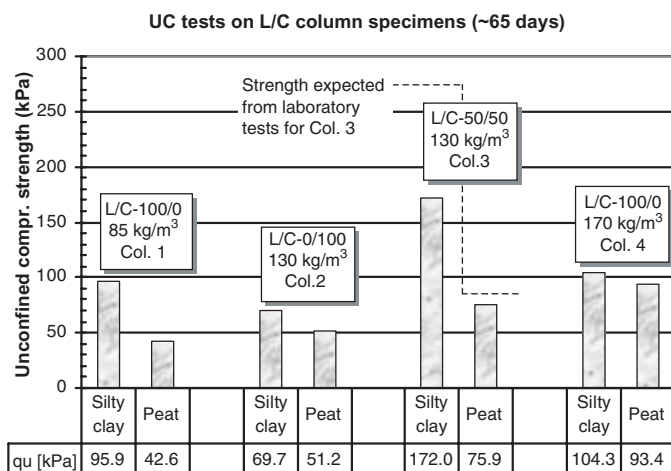 UC tests on L/C column specimens (~65 days)
Unconfined compr. strength (kPa)
300
250
200
150
100
50
0
Strength expected
from laboratory
tests for Col. 3
L/C-100/0
85 kg/m³
Col. 1
L/C-0/100
130 kg/m³
Col.2
L/C-50/50
130 kg/m³
Col.3
L/C-100/0
170 kg/m³
Col. 4
Silty clay Peat Silty clay Peat Silty clay Peat Silty clay Peat
qu [kPa] 95.9 42.6 69.7 51.2 172.0 75.9 104.3 93.4